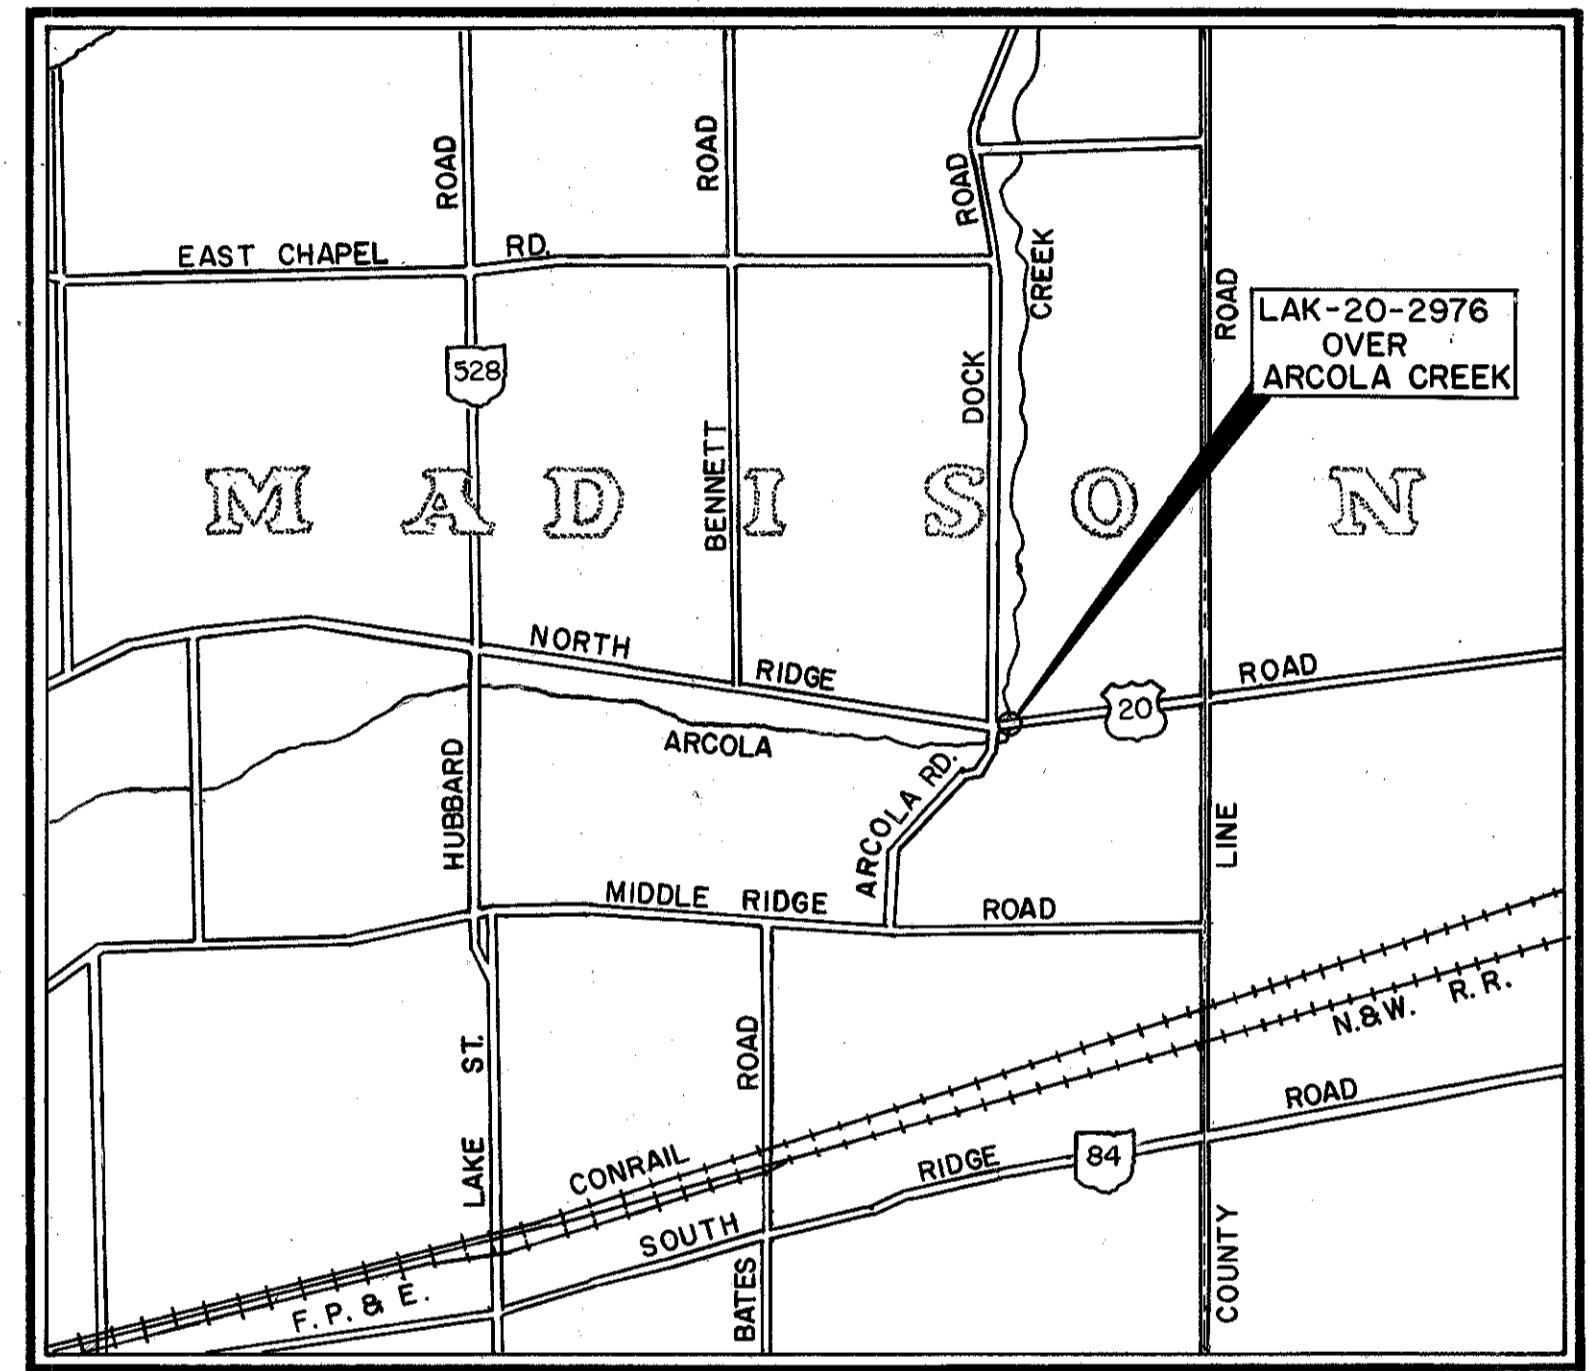 ROAD
ROAD
ROAD
EAST CHAPEL RD.
CREEK
ROAD
LAK-20-2976
OVER
ARCOLA CREEK
528
DOCK
BENNETT
MADISON
NORTH RIDGE ROAD
20
ARCOLA
HUBBARD
ARCOLA RD.
LINE
MIDDLE RIDGE ROAD
N.&W. R.R.
LAKE ST.
ROAD
CONRAIL
SOUTH RIDGE ROAD
84
F. P. & E.
BATES
COUNTY